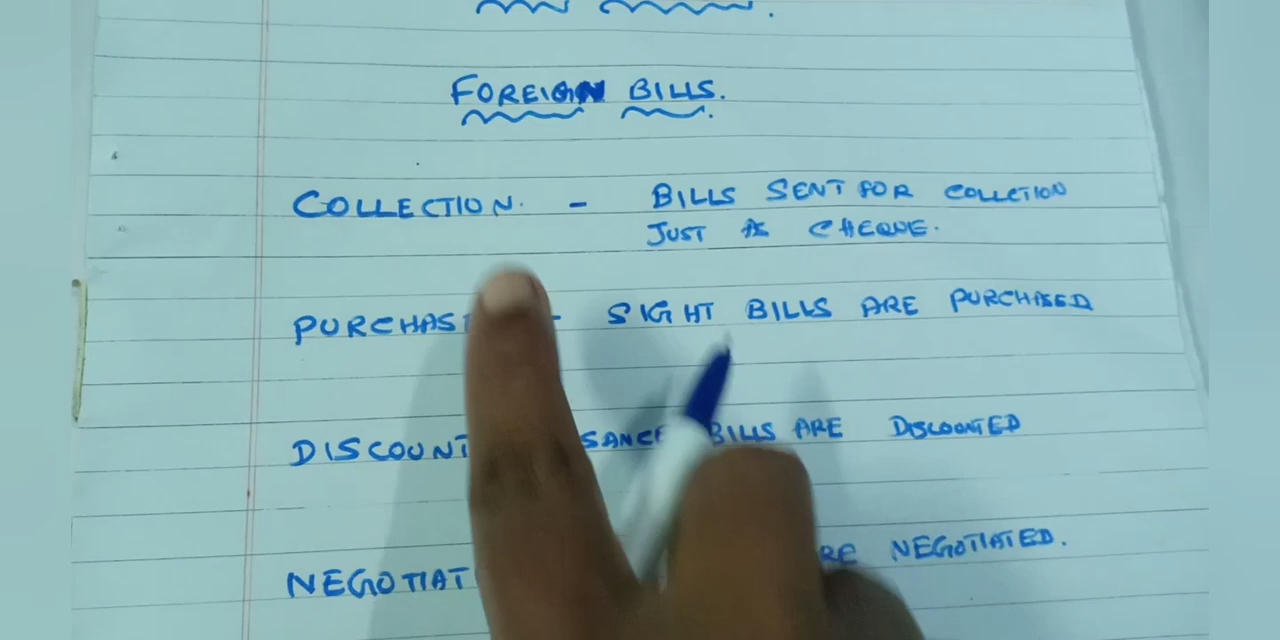 FOREIGN BILLS.
COLLECTION. - BILLS SENT FOR COLLCTION
JUST AS CHEQUE.
PURCHAS - SIGHT BILLS ARE PURCHASED
DISCOUNT SANCE BILLS ARE DISCOUNTED
NEGOTIAT RE NEGOTIATED.